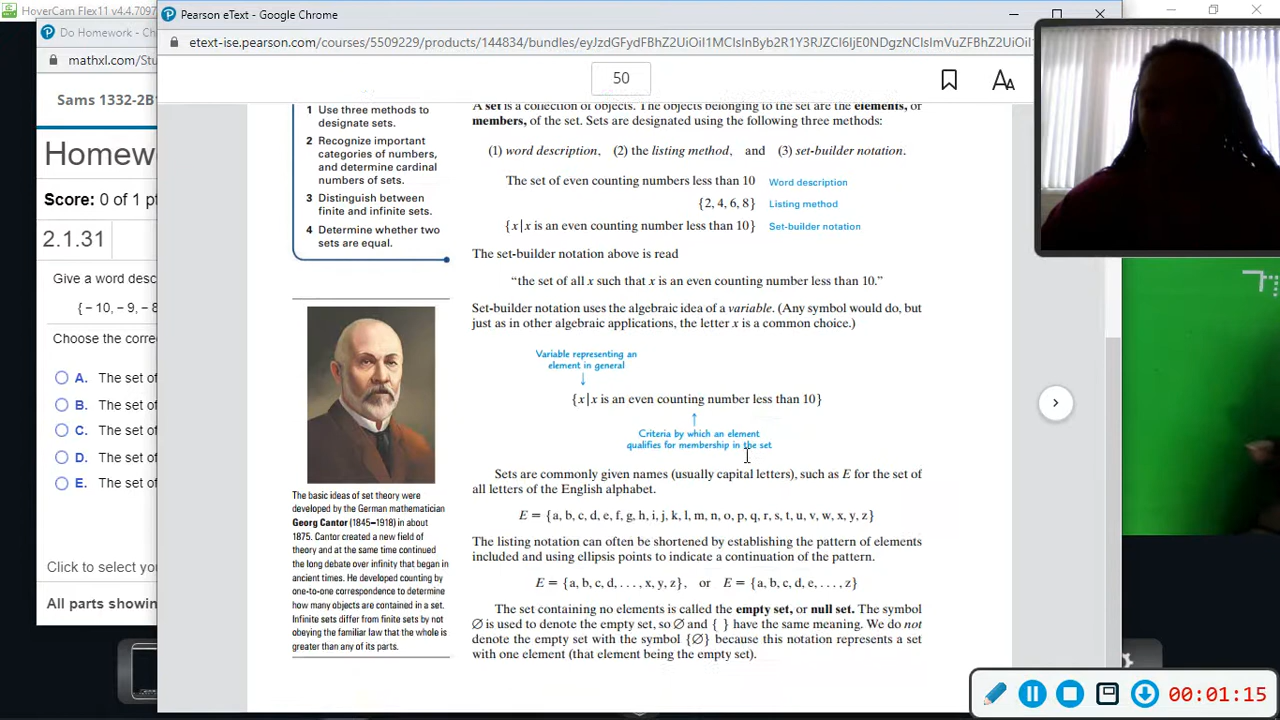 HoverCam Flex11 v4.4.7097
Pearson eText - Google Chrome
Do Homework - Ch
etext-ise.pearson.com/courses/5509229/products/144834/bundles/
mathxl.com/Stu
50
AA
Sams 1332-2B
Homew
Score: 0 of 1 pt
2.1.31
Give a word desc
{ – 10, – 9, – 8
Choose the corre
A. The set of
B. The set of
C. The set of
D. The set of
E. The set of
Click to select
All parts showin
1 Use three methods to
designate sets.
2 Recognize important
categories of numbers,
and determine cardinal
numbers of sets.
3 Distinguish between
finite and infinite sets.
4 Determine whether two
sets are equal.
The basic ideas of set theory were
developed by the German mathematician
Georg Cantor (1845–1918) in about
1875. Cantor created a new field of
theory and at the same time continued
the long debate over infinity that began in
ancient times. He developed counting by
one-to-one correspondence to determine
how many objects are contained in a set.
Infinite sets differ from finite sets by not
obeying the familiar law that the whole is
greater than any of its parts.
A set is a collection of objects. The objects belonging to the set are the elements, or
members, of the set. Sets are designated using the following three methods:
(1) word description, (2) the listing method, and (3) set-builder notation.
The set of even counting numbers less than 10 Word description
{2, 4, 6, 8} Listing method
{x|x is an even counting number less than 10} Set-builder notation
The set-builder notation above is read
“the set of all x such that x is an even counting number less than 10.”
Set-builder notation uses the algebraic idea of a variable. (Any symbol would do, but
just as in other algebraic applications, the letter x is a common choice.)
Variable representing an
element in general
{x|x is an even counting number less than 10}
Criteria by which an element
qualifies for membership in the set
Sets are commonly given names (usually capital letters), such as E for the set of
all letters of the English alphabet.
E = {a, b, c, d, e, f, g, h, i, j, k, l, m, n, o, p, q, r, s, t, u, v, w, x, y, z}
The listing notation can often be shortened by establishing the pattern of elements
included and using ellipsis points to indicate a continuation of the pattern.
E = {a, b, c, d, . . . , x, y, z}, or E = {a, b, c, d, e, . . . , z}
The set containing no elements is called the empty set, or null set. The symbol
∅ is used to denote the empty set, so ∅ and { } have the same meaning. We do not
denote the empty set with the symbol {∅} because this notation represents a set
with one element (that element being the empty set).
00:01:15